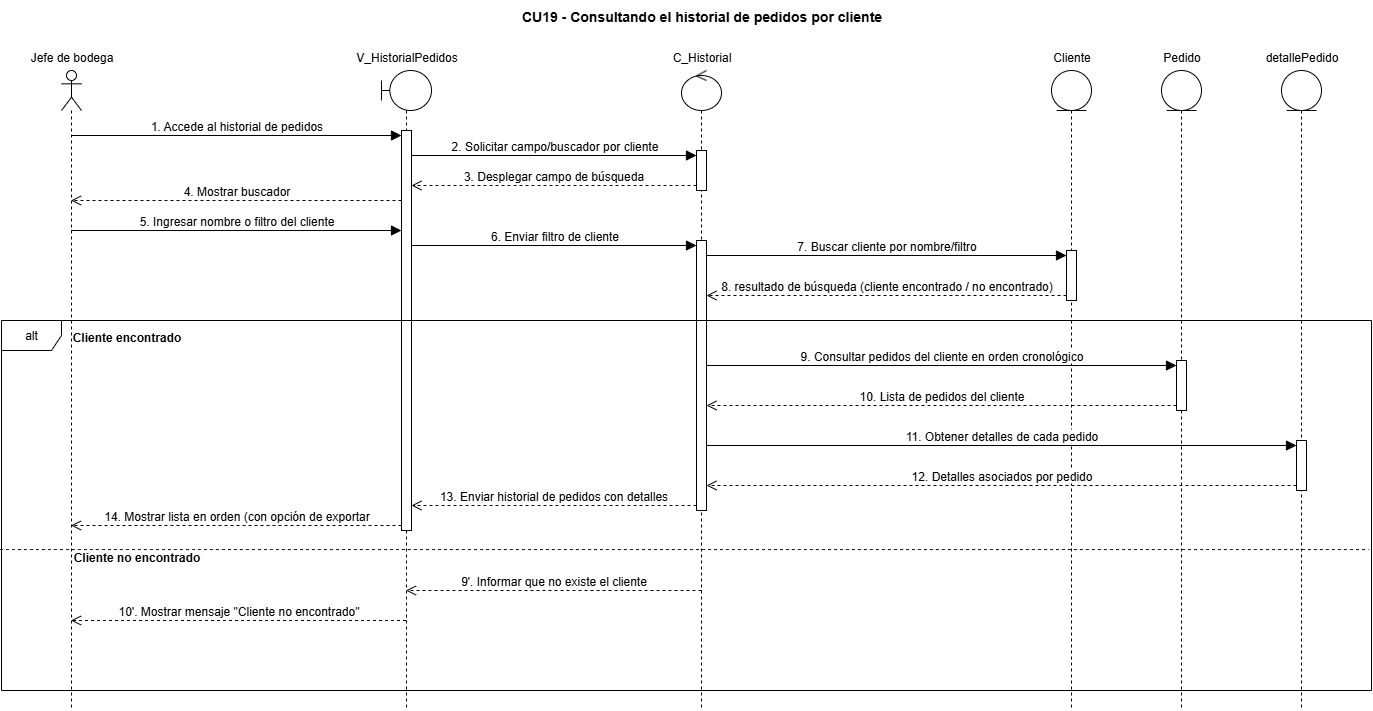 CU19 - Consultando el historial de pedidos por cliente
Jefe de bodega
V_HistorialPedidos
C_Historial
Cliente
Pedido
detallePedido
1. Accede al historial de pedidos
2. Solicitar campo/buscador por cliente
3. Desplegar campo de búsqueda
4. Mostrar buscador
5. Ingresar nombre o filtro del cliente
6. Enviar filtro de cliente
7. Buscar cliente por nombre/filtro
8. resultado de búsqueda (cliente encontrado / no encontrado)
alt
Cliente encontrado
9. Consultar pedidos del cliente en orden cronológico
10. Lista de pedidos del cliente
11. Obtener detalles de cada pedido
12. Detalles asociados por pedido
13. Enviar historial de pedidos con detalles
14. Mostrar lista en orden (con opción de exportar
Cliente no encontrado
9'. Informar que no existe el cliente
10'. Mostrar mensaje "Cliente no encontrado"